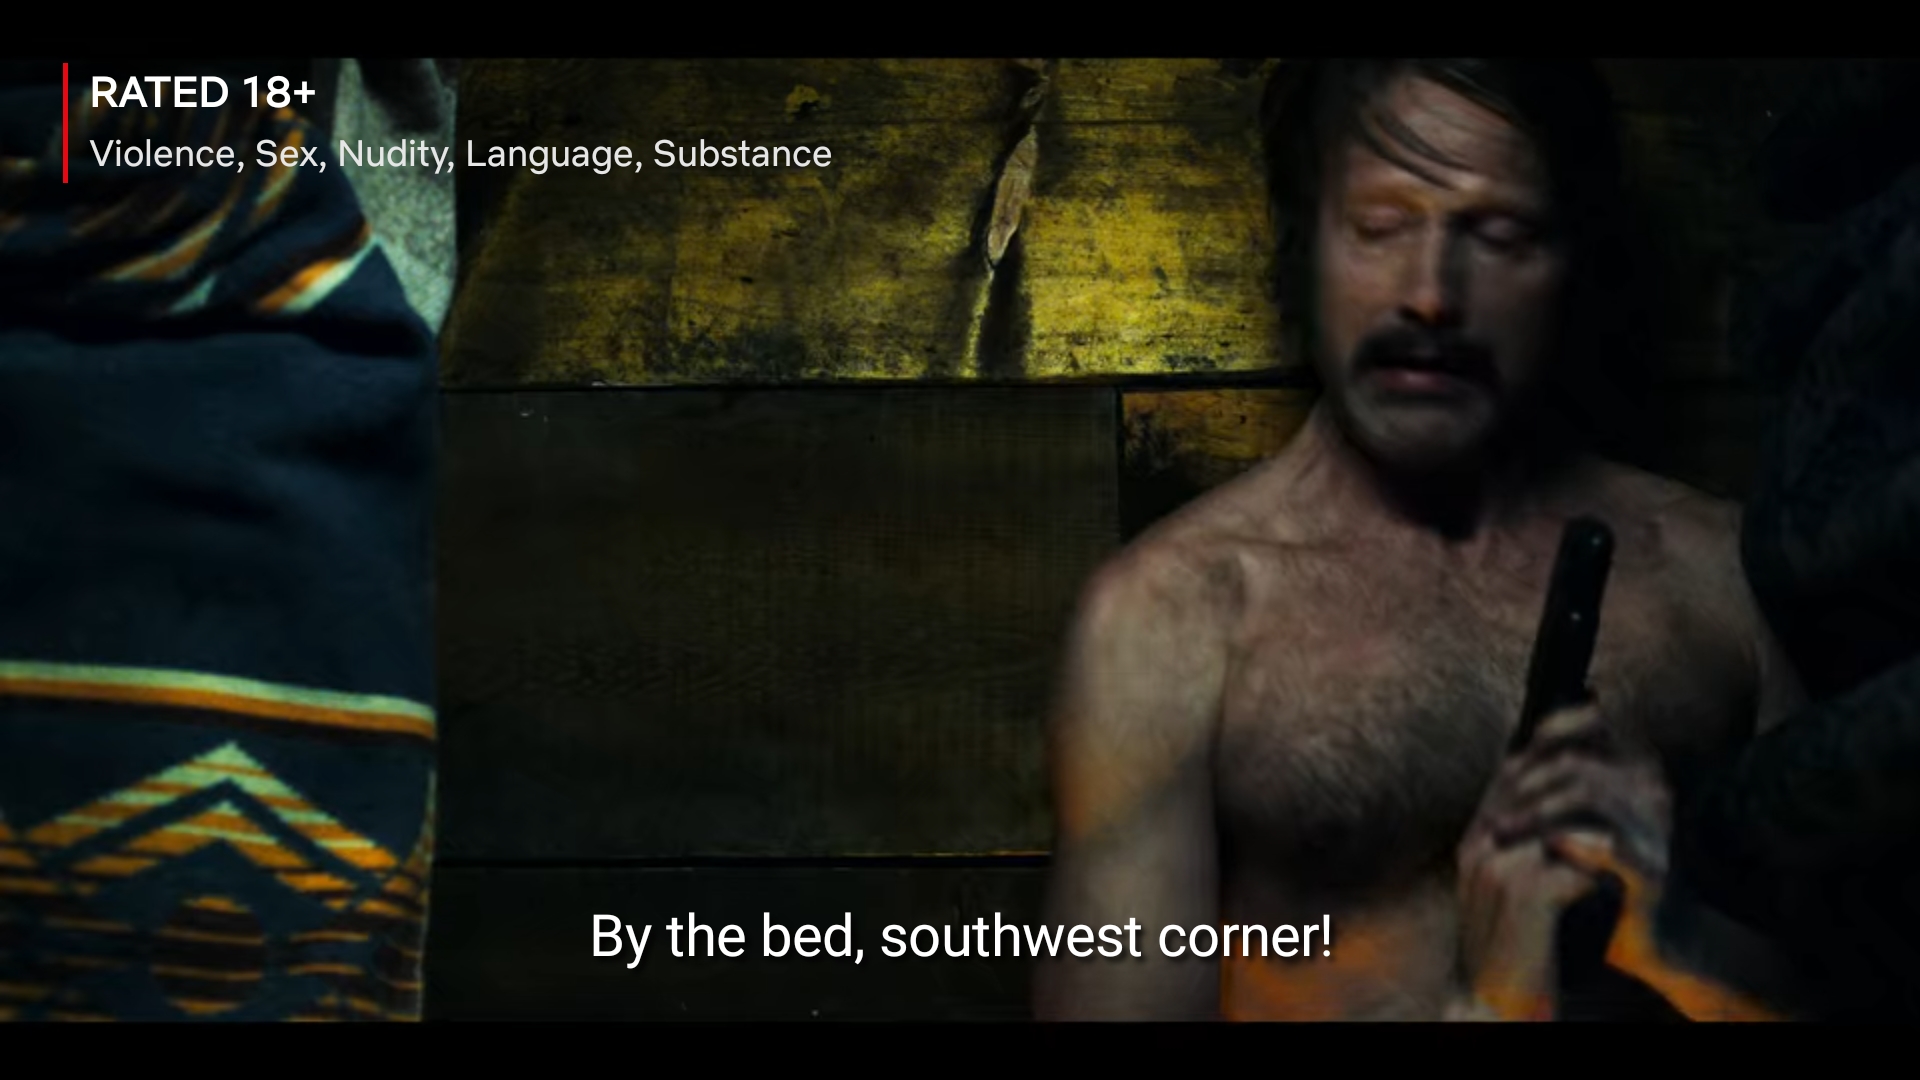 RATED 18+
Violence, Sex, Nudity, Language, Substance
By the bed, southwest corner!